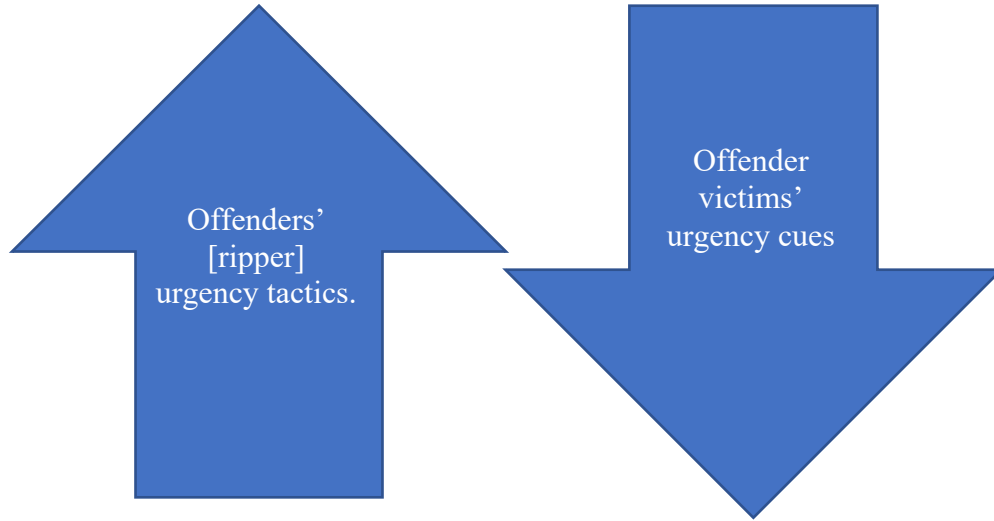 Offenders’
[ripper]
urgency tactics.
Offender
victims’
urgency cues